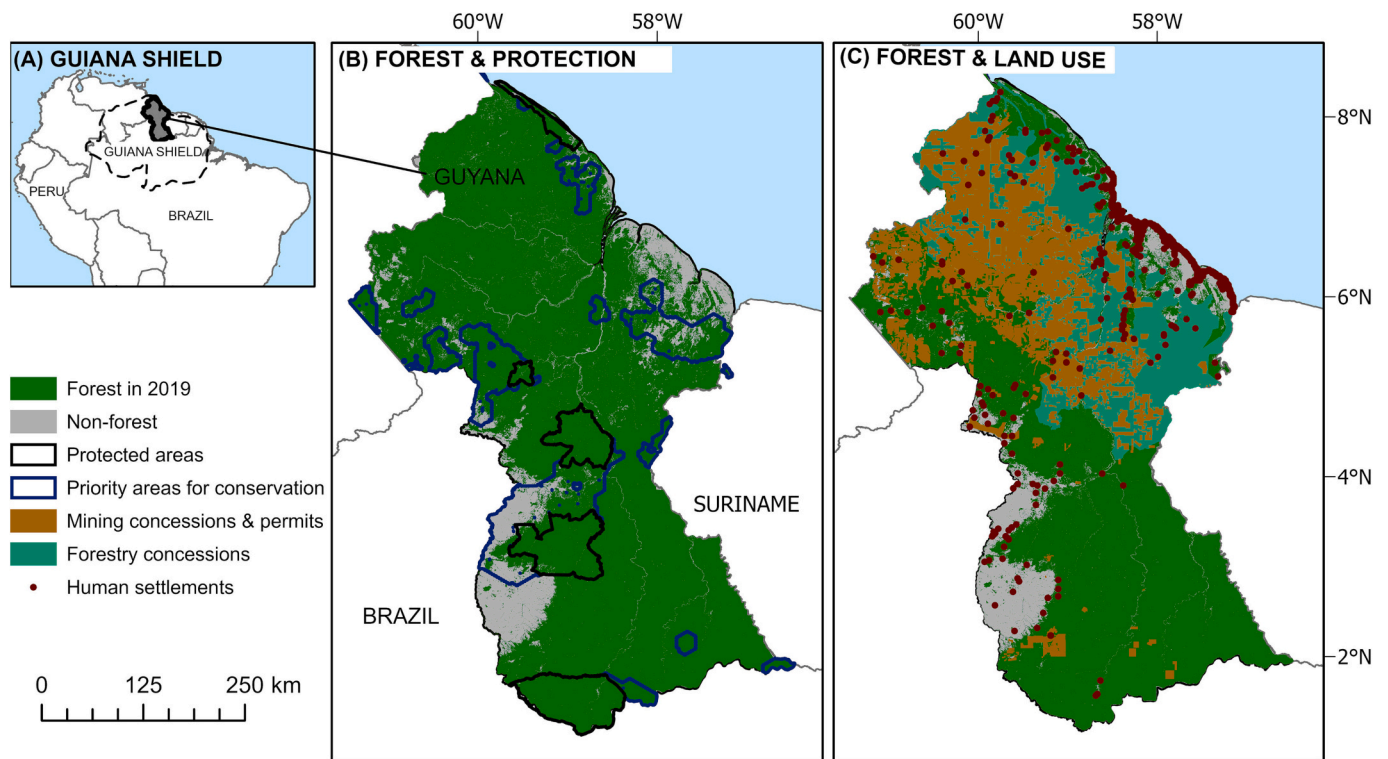 60°W 58°W 60°W 58°W
(A) GUIANA SHIELD
(B) FOREST & PROTECTION
(C) FOREST & LAND USE
GUIANA SHIELD
PERU
BRAZIL
GUYANA
SURINAME
BRAZIL
8°N
6°N
4°N
2°N
Forest in 2019
Non-forest
Protected areas
Priority areas for conservation
Mining concessions & permits
Forestry concessions
Human settlements
0 125 250 km